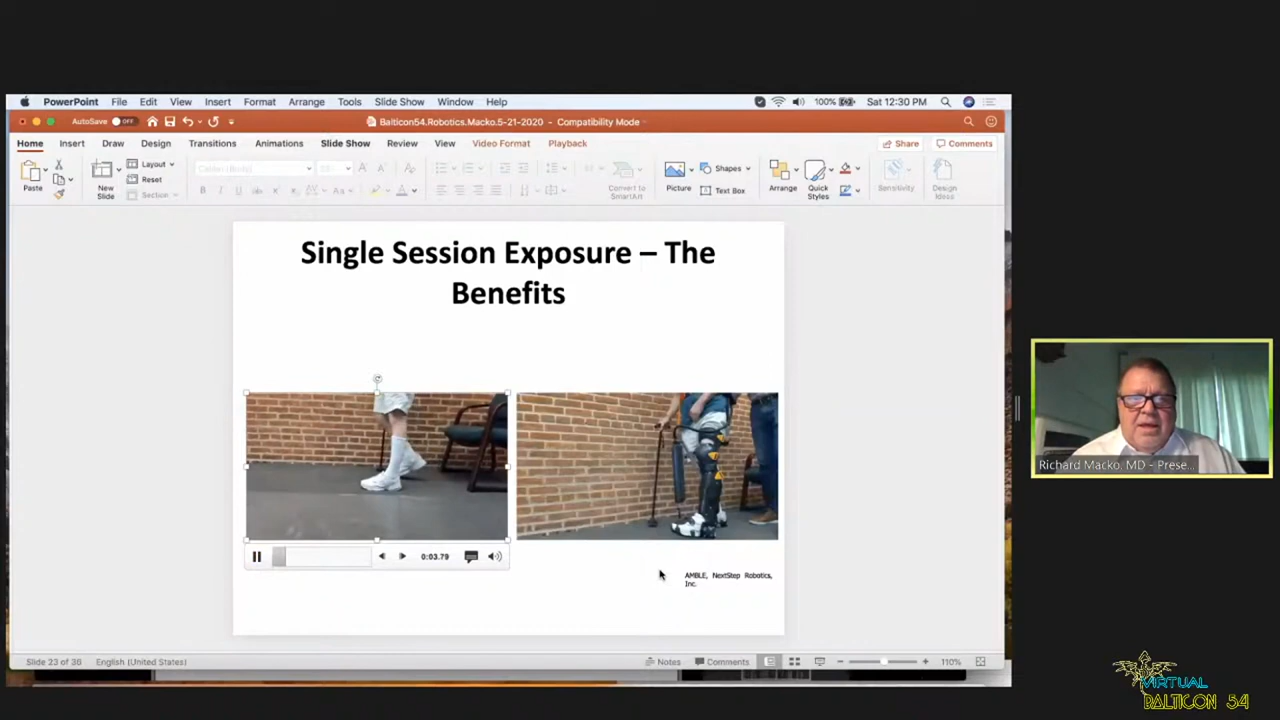 PowerPoint File Edit View Insert Format Arrange Tools Slide Show Window Help 100% Sat 12:30 PM
AutoSave OFF Balticon54.Robotics.Macko.5-21-2020 - Compatibility Mode
Home Insert Draw Design Transitions Animations Slide Show Review View Video Format Playback Share Comments
Paste
New Slide
Layout
Reset
Section
Convert to SmartArt
Picture
Shapes
Text Box
Arrange
Quick Styles
Sensitivity
Design Ideas
Single Session Exposure – The
Benefits
0:03.79
AMBLE, NextStep Robotics,
Inc.
Richard Macko, MD - Prese...
Slide 23 of 36 English (United States) Notes Comments 110%
VIRTUAL
BALTICON 54